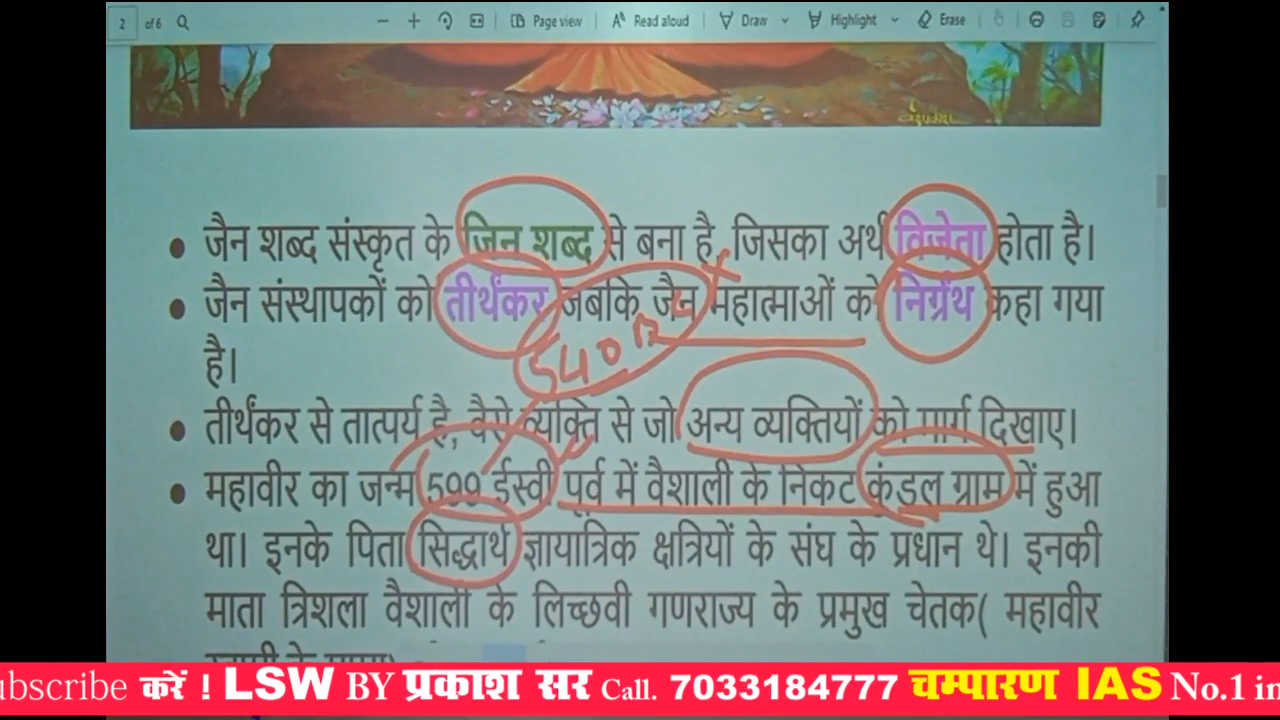 2 of 6 Page view Read aloud Draw Highlight Erase
जैन शब्द संस्कृत के जिन शब्द से बना है, जिसका अर्थ विजेता होता है।
जैन संस्थापकों को तीर्थंकर जबकि जैन महात्माओं को निग्रेंथ कहा गया
है।
540 BC
तीर्थंकर से तात्पर्य है, वैसे व्यक्ति से जो अन्य व्यक्तियों को मार्ग दिखाए।
महावीर का जन्म 599 ईस्वी पूर्व में वैशाली के निकट कुंडल ग्राम में हुआ
था। इनके पिता सिद्धार्थ ज्ञायात्रिक क्षत्रियों के संघ के प्रधान थे। इनकी
माता त्रिशला वैशाली के लिच्छवी गणराज्य के प्रमुख चेतक( महावीर
ubscribe करें ! LSW BY प्रकाश सर Call. 7033184777 चम्पारण IAS No.1 in